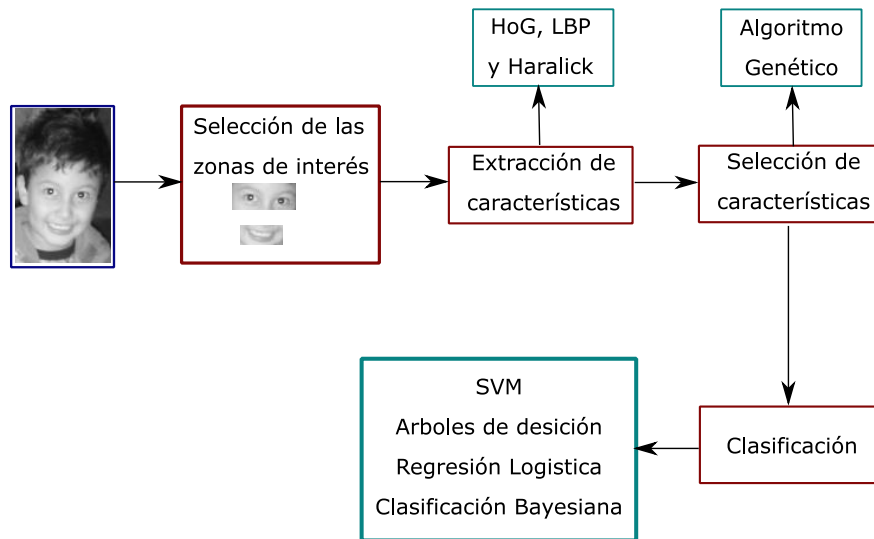 HoG, LBP
y Haralick
Algoritmo
Genético
Selección de las
zonas de interés
Extracción de
características
Selección de
características
SVM
Arboles de desición
Regresión Logistica
Clasificación Bayesiana
Clasificación